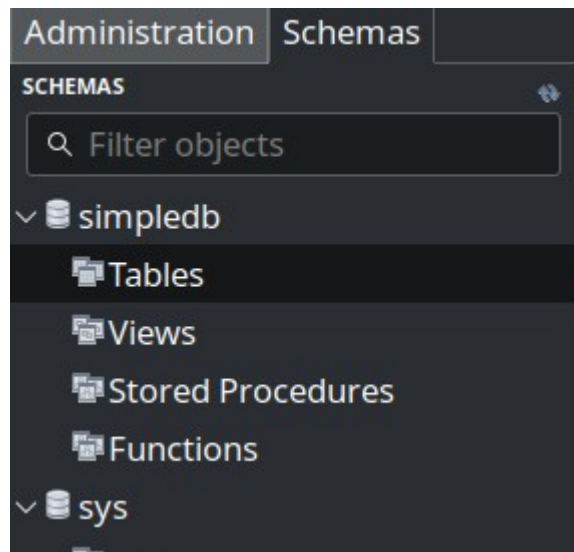 Administration Schemas
SCHEMAS
Filter objects
simpledb
Tables
Views
Stored Procedures
Functions
sys